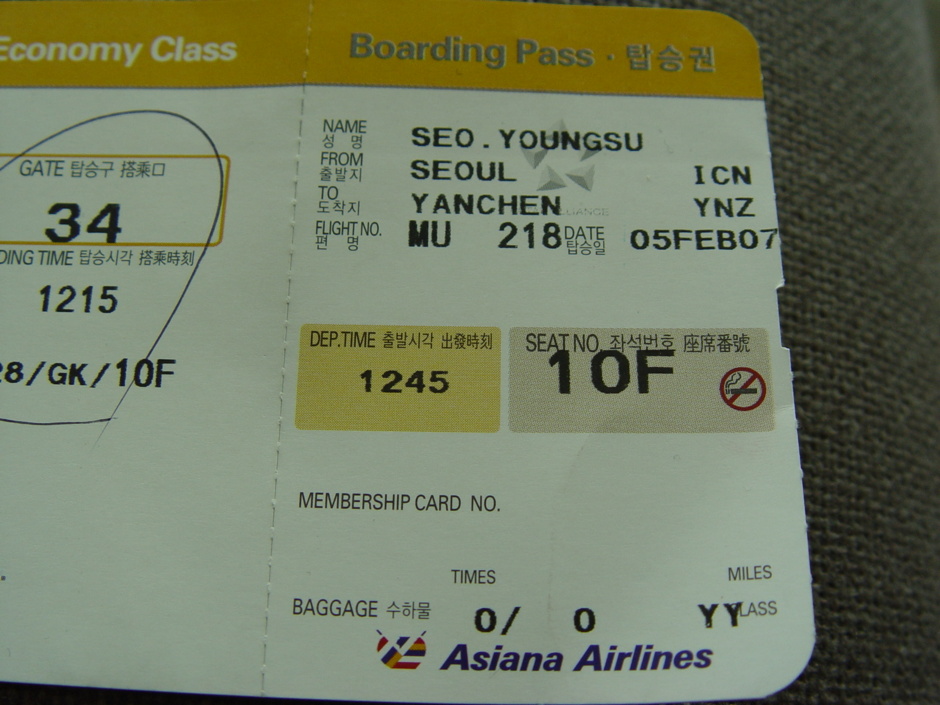 Economy Class
GATE 탑승구 搭乘口
34
DING TIME 탑승시각 搭乘時刻
1215
28/GK/10F
Boarding Pass · 탑승권
NAME 성 명 SEO.YOUNGSU
FROM 출발지 SEOUL ICN
TO 도착지 YANCHEN YNZ
FLIGHT NO. 편 명 MU 218 DATE 탑승일 05FEB07
DEP.TIME 출발시각 出發時刻
1245
SEAT NO. 좌석번호 座席番號
10F
MEMBERSHIP CARD NO.
TIMES MILES
BAGGAGE 수하물 0/ 0 YY LASS
Asiana Airlines